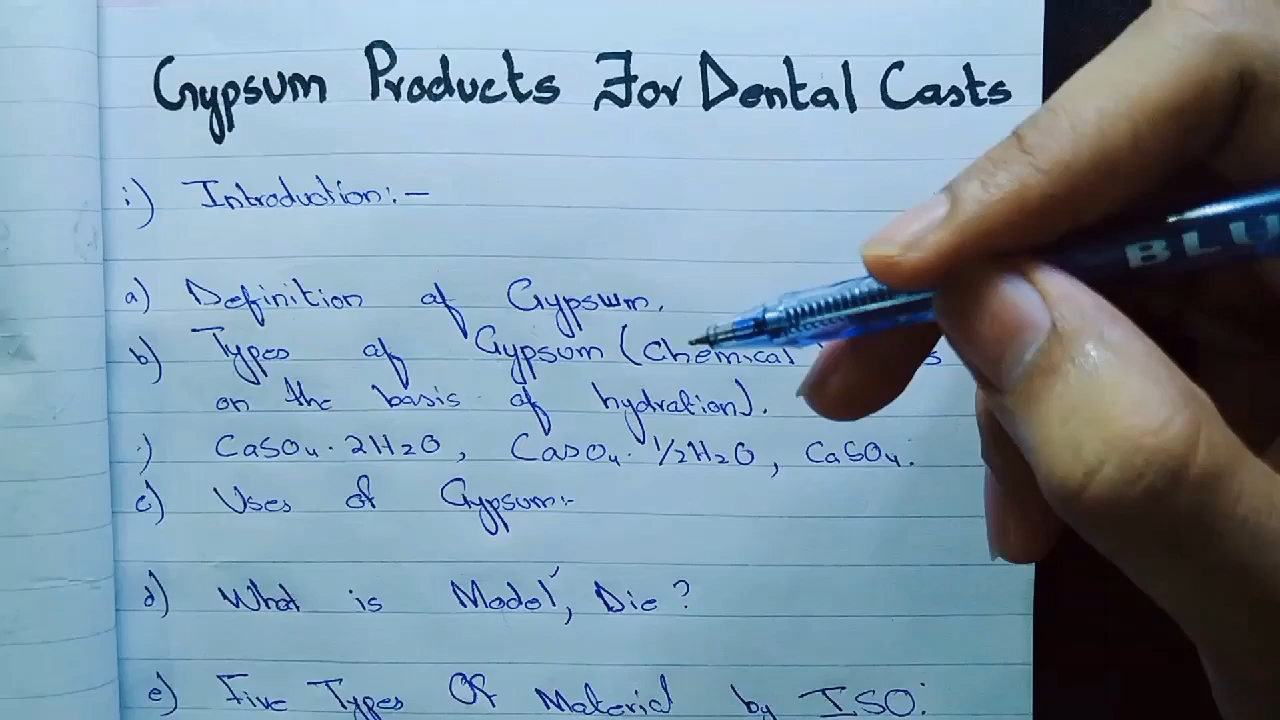 Gypsum Products For Dental Casts
i) Introduction:-
a) Definition of Gypsum.
b) Types of Gypsum (Chemical
on the basis of hydration).
i) CaSO4. 2H2O, CaSO4. 1/2H2O, CaSO4.
c) Uses of Gypsum:-
d) What is Model, Die?
e) Five Types Of Material by ISO:
BLU